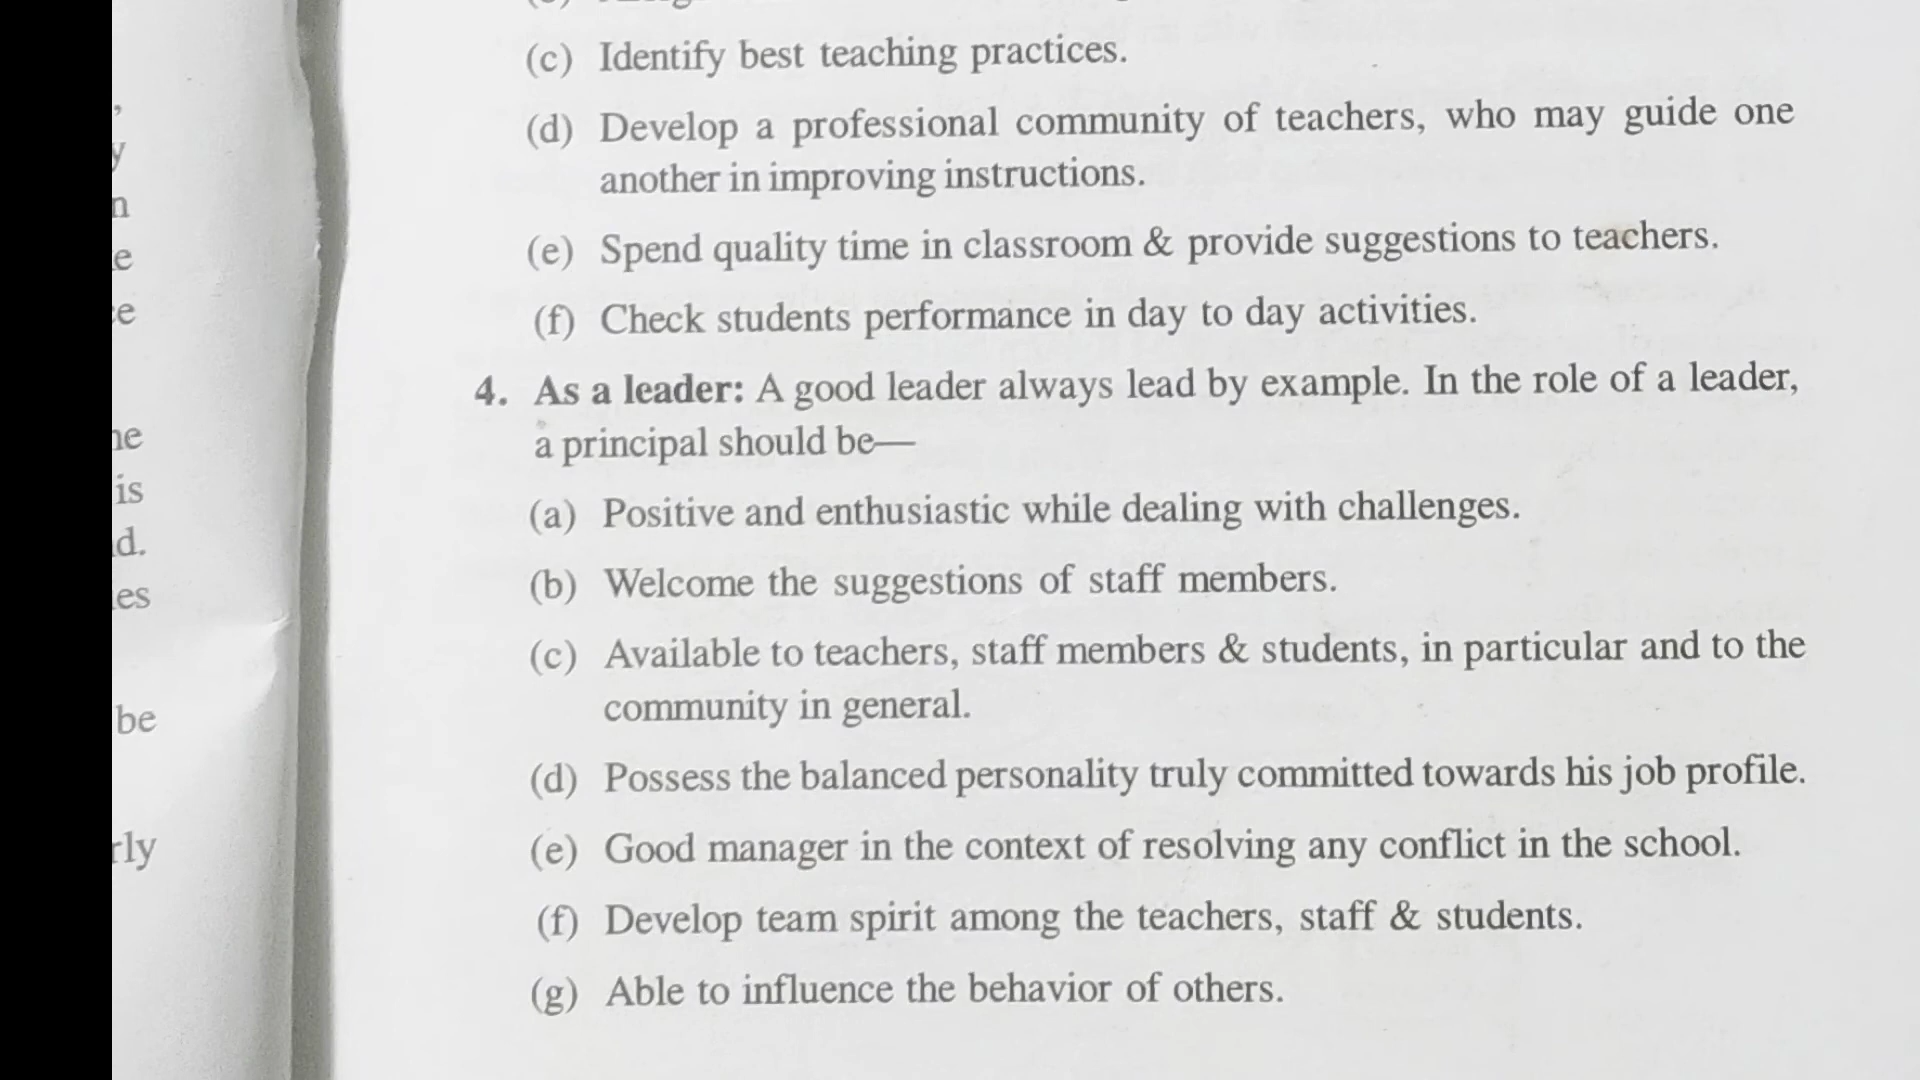 (c) Identify best teaching practices.
(d) Develop a professional community of teachers, who may guide one
another in improving instructions.
(e) Spend quality time in classroom & provide suggestions to teachers.
(f) Check students performance in day to day activities.
4. As a leader: A good leader always lead by example. In the role of a leader,
a principal should be—
(a) Positive and enthusiastic while dealing with challenges.
(b) Welcome the suggestions of staff members.
(c) Available to teachers, staff members & students, in particular and to the
community in general.
(d) Possess the balanced personality truly committed towards his job profile.
(e) Good manager in the context of resolving any conflict in the school.
(f) Develop team spirit among the teachers, staff & students.
(g) Able to influence the behavior of others.
is
be